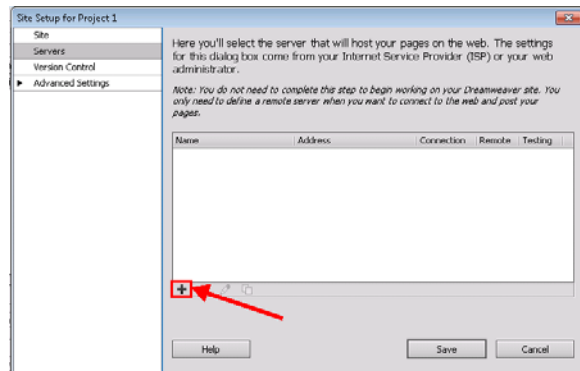 Site Setup for Project 1
Site
Servers
Version Control
Advanced Settings
Here you'll select the server that will host your pages on the web. The settings
for this dialog box come from your Internet Service Provider (ISP) or your web
administrator.
Note: You do not need to complete this step to begin working on your Dreamweaver site. You
only need to define a remote server when you want to connect to the web and post your
pages.
Name Address Connection Remote Testing
Help Save Cancel